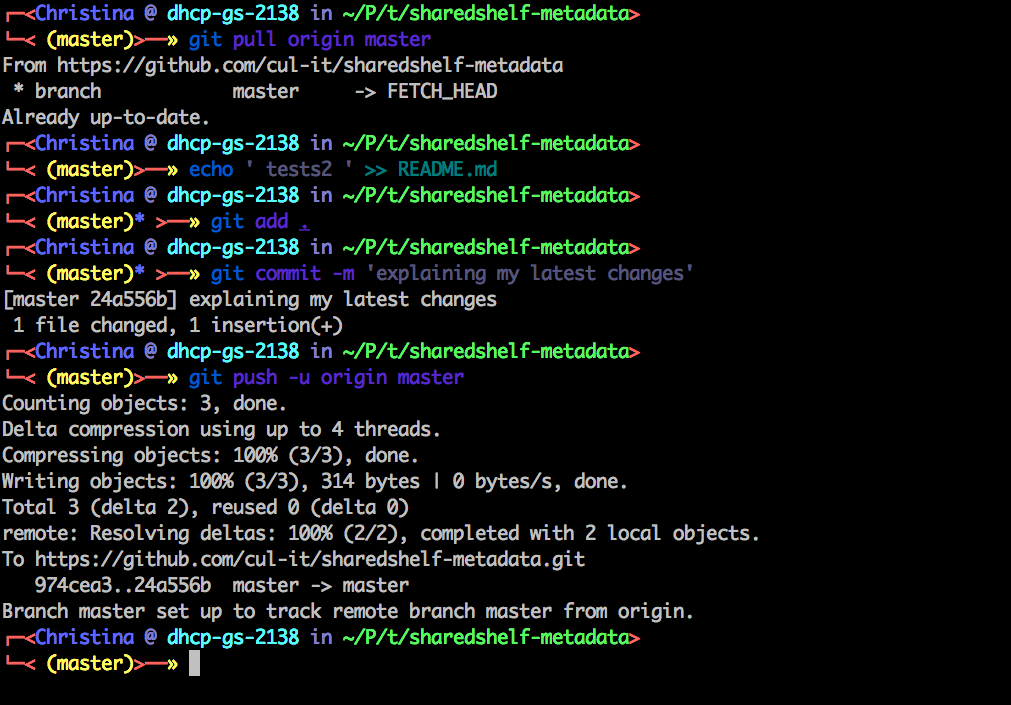 ┌─<Christina @ dhcp-gs-2138 in ~/P/t/sharedshelf-metadata>
└─< (master)>──» git pull origin master
From https://github.com/cul-it/sharedshelf-metadata
 * branch            master     -> FETCH_HEAD
Already up-to-date.
┌─<Christina @ dhcp-gs-2138 in ~/P/t/sharedshelf-metadata>
└─< (master)>──» echo ' tests2 ' >> README.md
┌─<Christina @ dhcp-gs-2138 in ~/P/t/sharedshelf-metadata>
└─< (master)* >──» git add .
┌─<Christina @ dhcp-gs-2138 in ~/P/t/sharedshelf-metadata>
└─< (master)* >──» git commit -m 'explaining my latest changes'
[master 24a556b] explaining my latest changes
 1 file changed, 1 insertion(+)
┌─<Christina @ dhcp-gs-2138 in ~/P/t/sharedshelf-metadata>
└─< (master)>──» git push -u origin master
Counting objects: 3, done.
Delta compression using up to 4 threads.
Compressing objects: 100% (3/3), done.
Writing objects: 100% (3/3), 314 bytes | 0 bytes/s, done.
Total 3 (delta 2), reused 0 (delta 0)
remote: Resolving deltas: 100% (2/2), completed with 2 local objects.
To https://github.com/cul-it/sharedshelf-metadata.git
   974cea3..24a556b  master -> master
Branch master set up to track remote branch master from origin.
┌─<Christina @ dhcp-gs-2138 in ~/P/t/sharedshelf-metadata>
└─< (master)>──»